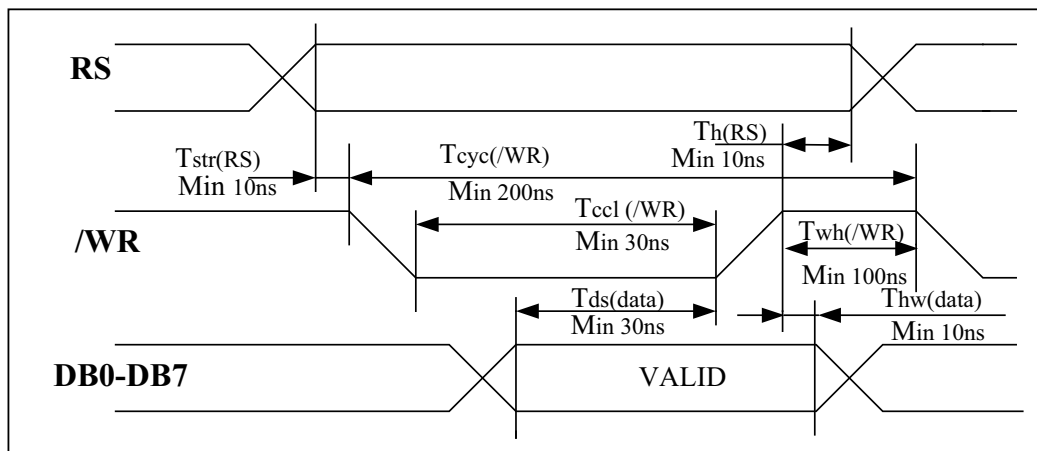 RS
Tstr(RS)
Min 10ns
Tcyc(/WR)
Min 200ns
Th(RS)
Min 10ns
/WR
Tccl (/WR)
Min 30ns
Twh(/WR)
Min 100ns
Tds(data)
Min 30ns
Thw(data)
Min 10ns
DB0-DB7
VALID